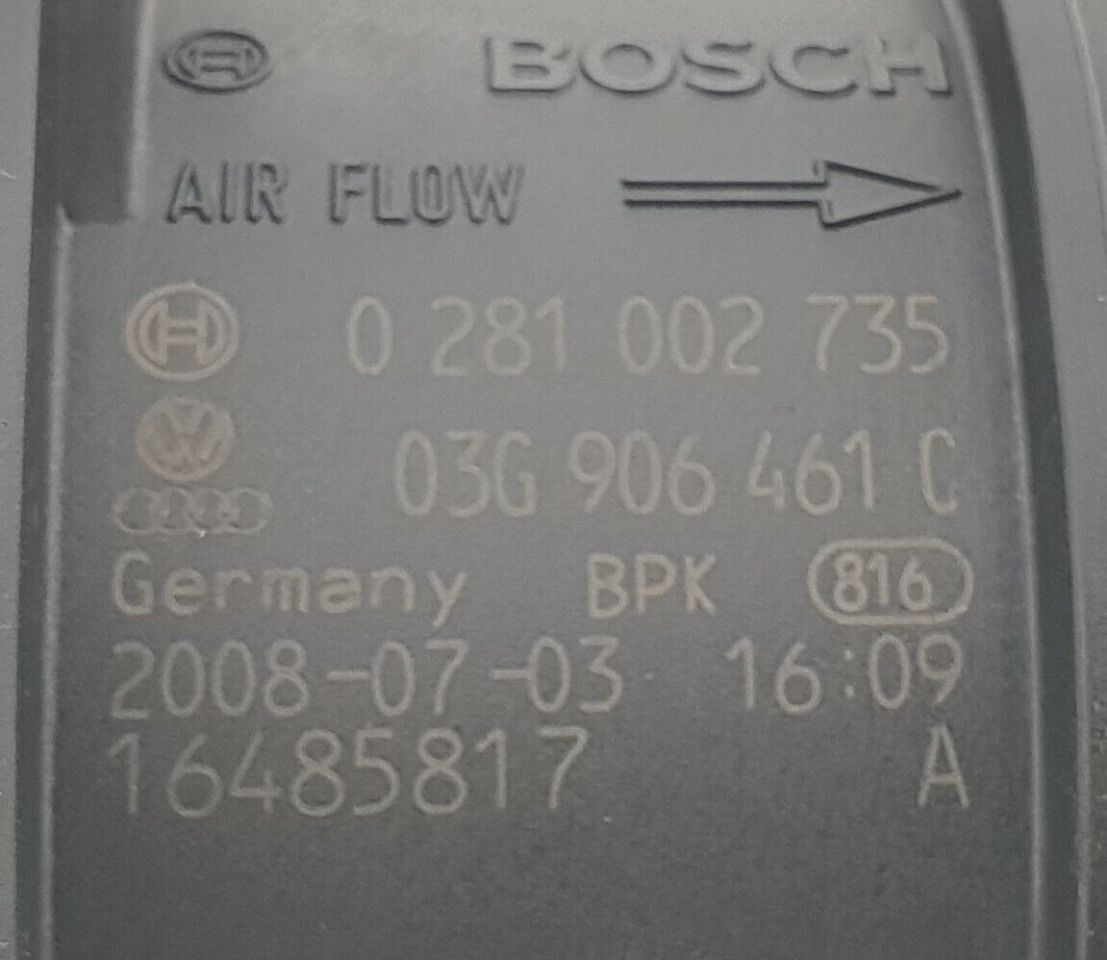 BOSCH
AIR FLOW
0 281 002 735
03G 906 461 C
Germany BPK 816
2008-07-03 16:09
16485817 A